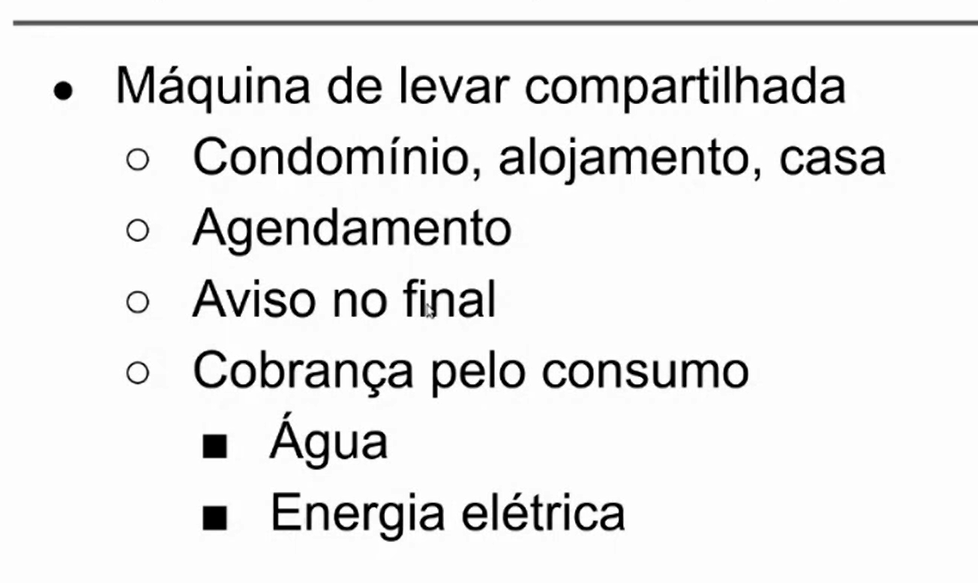 Máquina de levar compartilhada
Condomínio, alojamento, casa
Agendamento
Aviso no final
Cobrança pelo consumo
Água
Energia elétrica